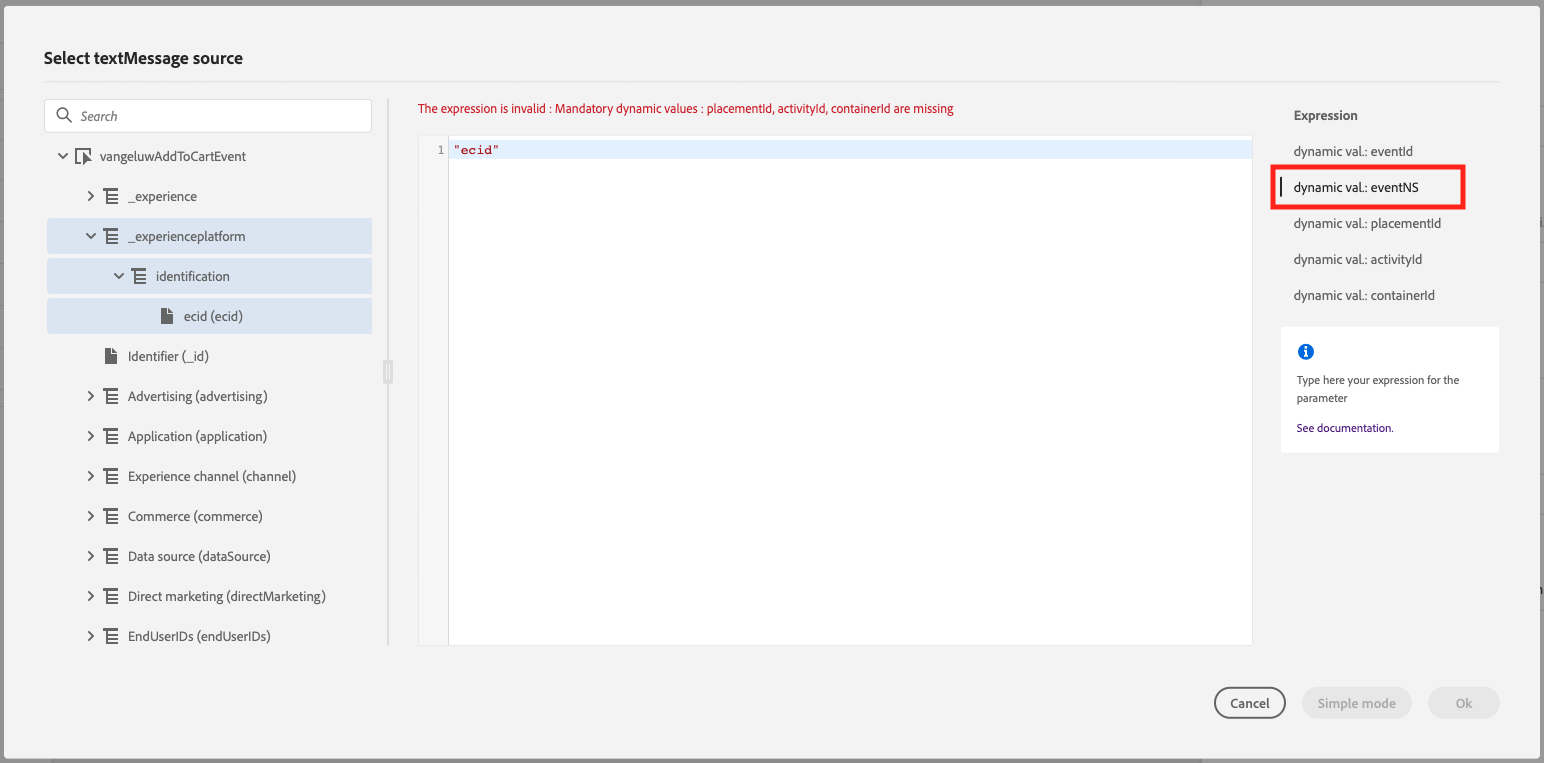 Select textMessage source
Search
vangeluwAddToCartEvent
_experience
_experienceplatform
identification
ecid (ecid)
Identifier (_id)
Advertising (advertising)
Application (application)
Experience channel (channel)
Commerce (commerce)
Data source (dataSource)
Direct marketing (directMarketing)
EndUserIDs (endUserIDs)
The expression is invalid : Mandatory dynamic values : placementId, activityId, containerId are missing
1 "ecid"
Expression
dynamic val.: eventId
dynamic val.: eventNS
dynamic val.: placementId
dynamic val.: activityId
dynamic val.: containerId
Type here your expression for the
parameter
See documentation.
Cancel
Simple mode
Ok